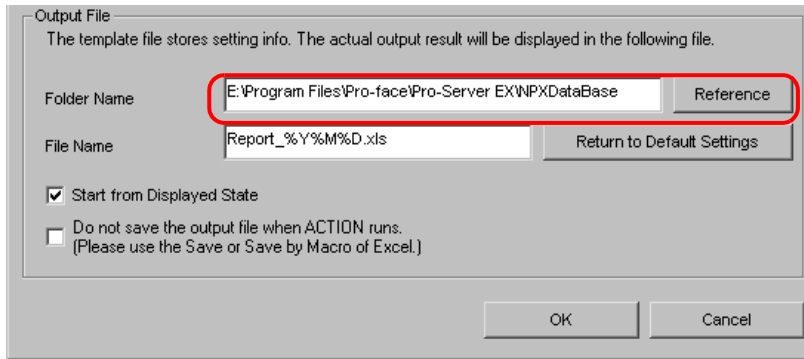 Output File
The template file stores setting info. The actual output result will be displayed in the following file.
Folder Name
E:\Program Files\Pro-face\Pro-Server EX\NPXDataBase
Reference
File Name
Report_%Y%M%D.xls
Return to Default Settings
Start from Displayed State
Do not save the output file when ACTION runs.
(Please use the Save or Save by Macro of Excel.)
OK
Cancel